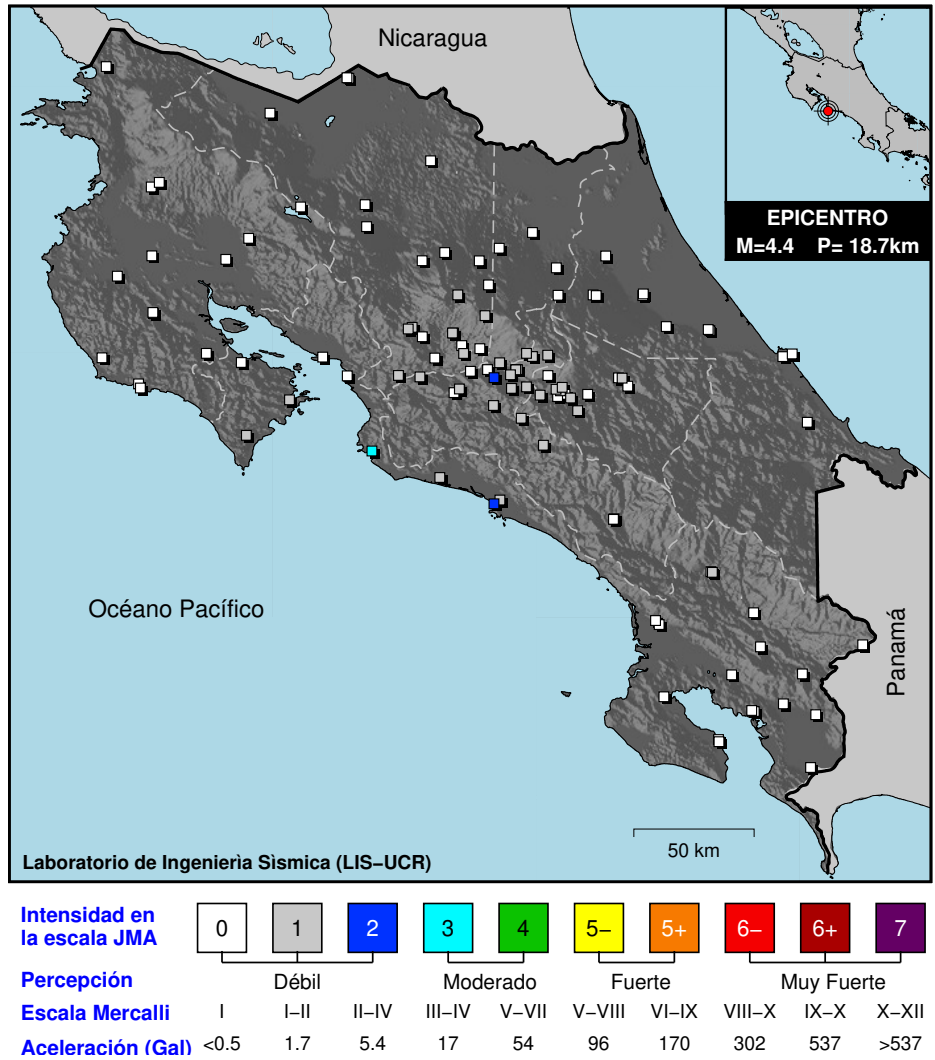 Nicaragua
EPICENTRO
M=4.4 P= 18.7km
Océano Pacífico
Panamá
50 km
Laboratorio de Ingenierìa Sìsmica (LIS−UCR)
Intensidad en
la escala JMA
0 1 2 3 4 5− 5+ 6− 6+ 7
Percepción Débil Moderado Fuerte Muy Fuerte
Escala Mercalli I I−II II−IV III−IV V−VII V−VIII VI−IX VIII−X IX−X X−XII
Aceleración (Gal) <0.5 1.7 5.4 17 54 96 170 302 537 >537